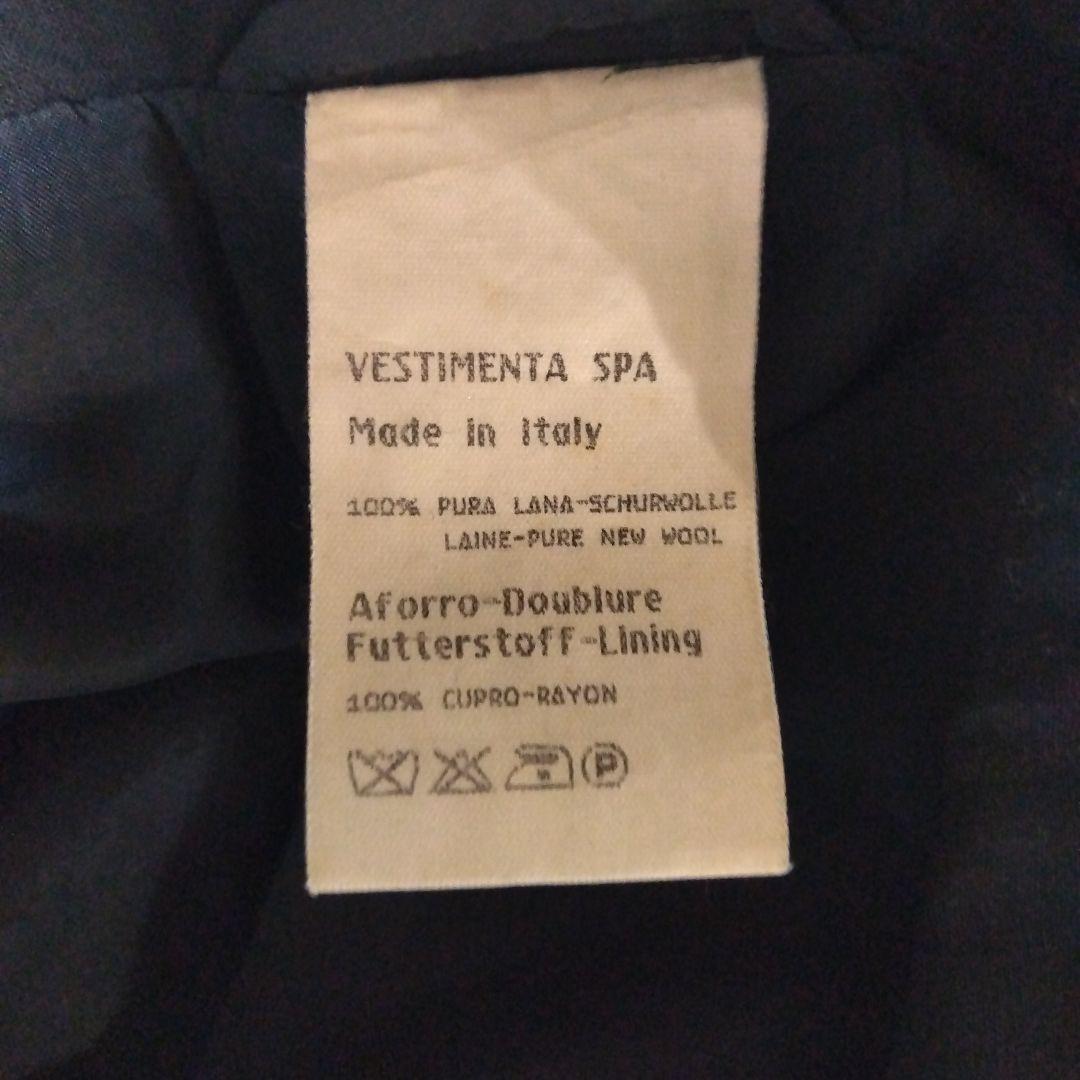 VESTIMENTA SPA
Made in Italy
100% PURA LANA-SCHURWOLLE
LAINE-PURE NEW WOOL
Aforro-Doublure
Futterstoff-Lining
100% CUPRO-RAYON
P